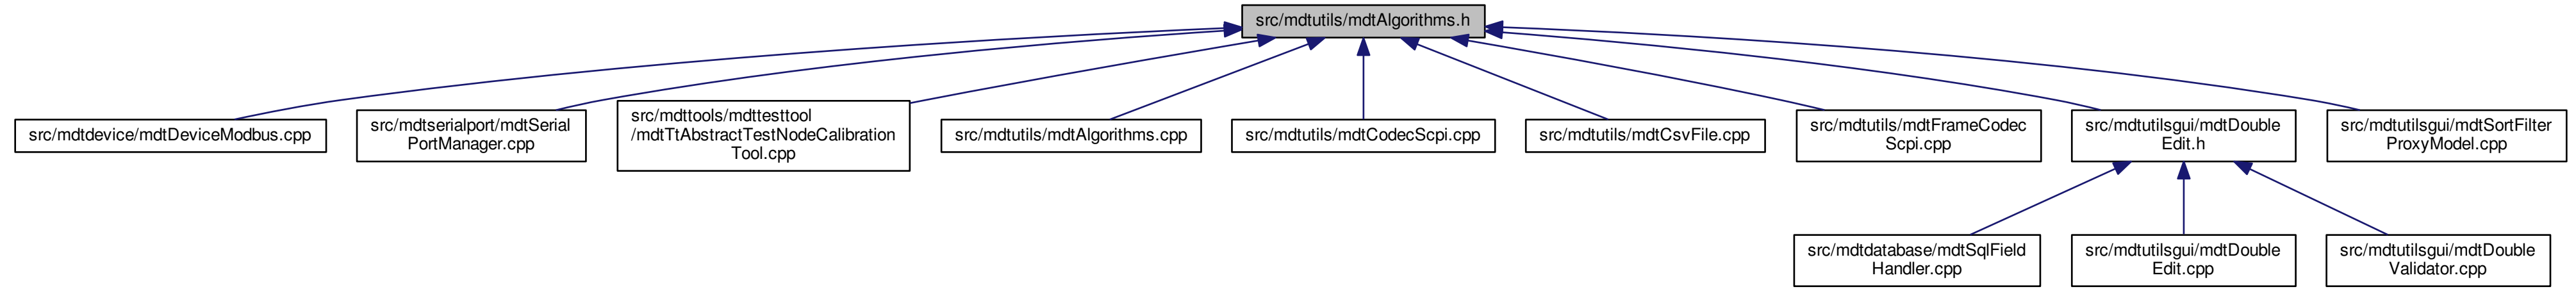 src/mdtutils/mdtAlgorithms.h
src/mdtdevice/mdtDeviceModbus.cpp
src/mdtserialport/mdtSerial
PortManager.cpp
src/mdttools/mdttesttool
/mdtTtAbstractTestNodeCalibration
Tool.cpp
src/mdtutils/mdtAlgorithms.cpp
src/mdtutils/mdtCodecScpi.cpp
src/mdtutils/mdtCsvFile.cpp
src/mdtutils/mdtFrameCodec
Scpi.cpp
src/mdtutilsgui/mdtDouble
Edit.h
src/mdtutilsgui/mdtSortFilter
ProxyModel.cpp
src/mdtdatabase/mdtSqlField
Handler.cpp
src/mdtutilsgui/mdtDouble
Edit.cpp
src/mdtutilsgui/mdtDouble
Validator.cpp